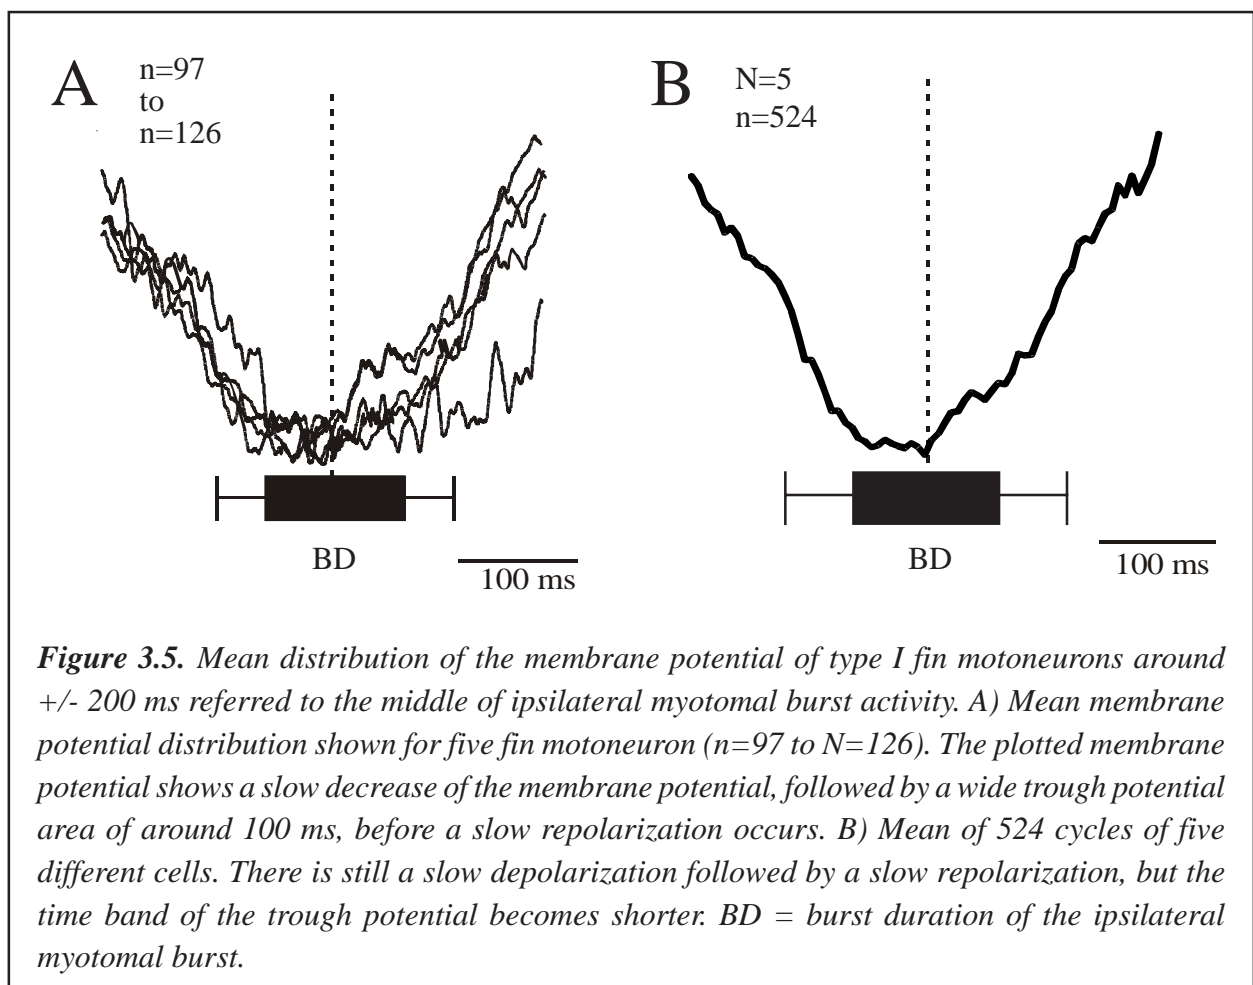 A
n=97
to
n=126
BD
100 ms
B
N=5
n=524
BD
100 ms
Figure 3.5. Mean distribution of the membrane potential of type I fin motoneurons around
+/- 200 ms referred to the middle of ipsilateral myotomal burst activity. A) Mean membrane
potential distribution shown for five fin motoneuron (n=97 to N=126). The plotted membrane
potential shows a slow decrease of the membrane potential, followed by a wide trough potential
area of around 100 ms, before a slow repolarization occurs. B) Mean of 524 cycles of five
different cells. There is still a slow depolarization followed by a slow repolarization, but the
time band of the trough potential becomes shorter. BD = burst duration of the ipsilateral
myotomal burst.